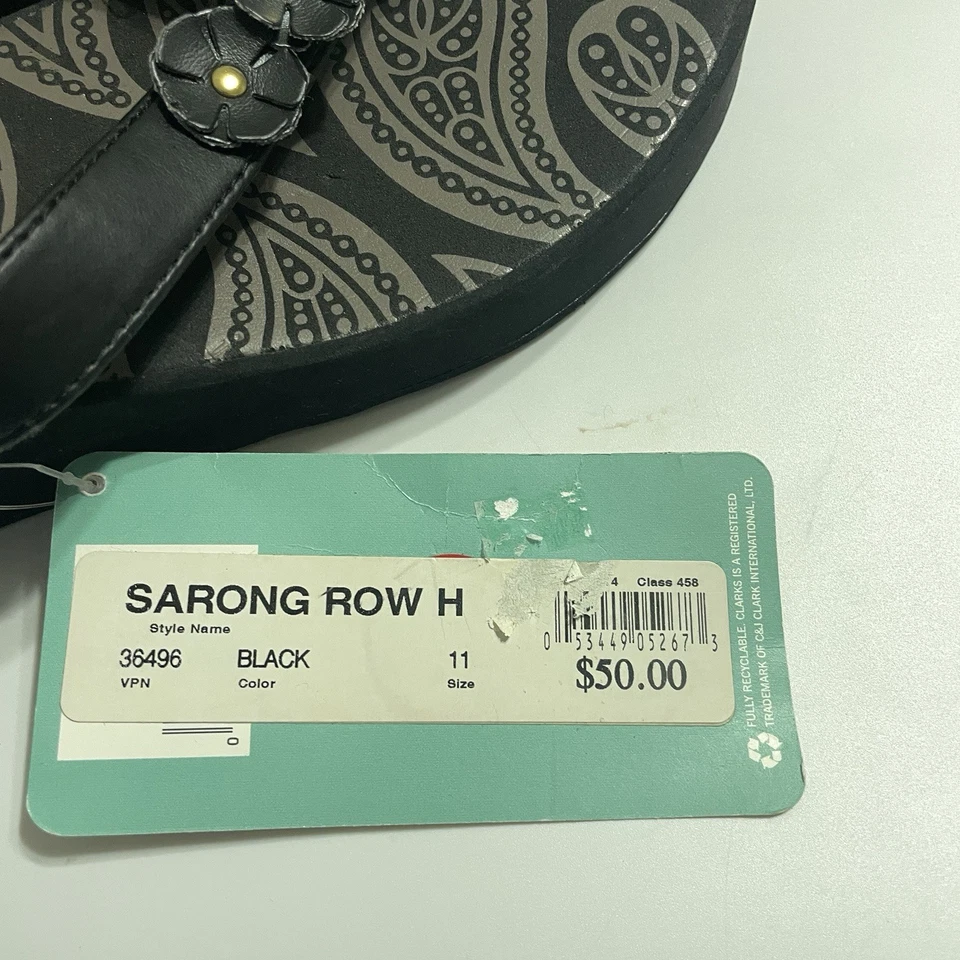 SARONG ROW H
Style Name
36496 BLACK 11
VPN Color Size
4 Class 458
0 53449 05267 3
$50.00
0
FULLY RECYCLABLE. CLARKS IS A REGISTERED
TRADEMARK OF C&J CLARK INTERNATIONAL, LTD.